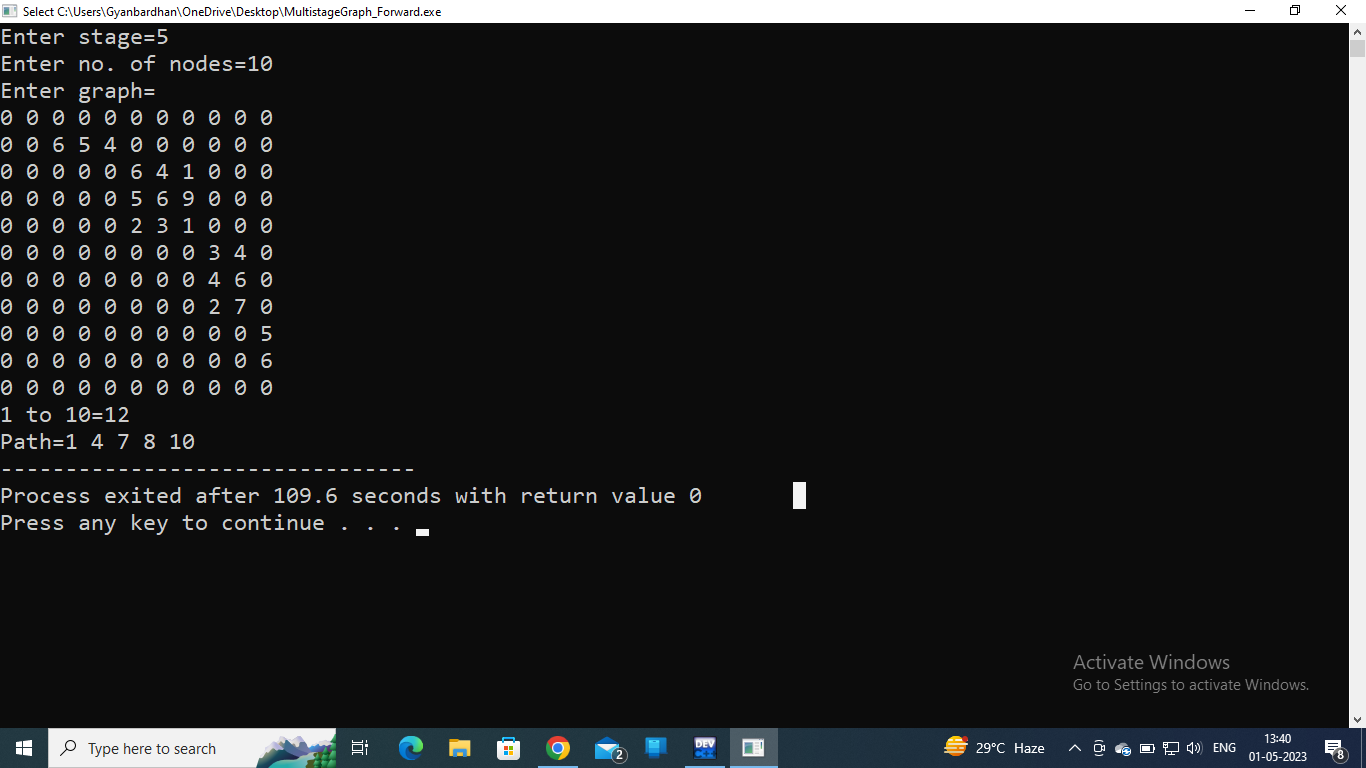 Select C:\Users\Gyanbardhan\OneDrive\Desktop\MultistageGraph_Forward.exe
Enter stage=5
Enter no. of nodes=10
Enter graph=
0 0 0 0 0 0 0 0 0 0 0
0 0 6 5 4 0 0 0 0 0 0
0 0 0 0 0 6 4 1 0 0 0
0 0 0 0 0 5 6 9 0 0 0
0 0 0 0 0 2 3 1 0 0 0
0 0 0 0 0 0 0 0 3 4 0
0 0 0 0 0 0 0 0 4 6 0
0 0 0 0 0 0 0 0 2 7 0
0 0 0 0 0 0 0 0 0 0 5
0 0 0 0 0 0 0 0 0 0 6
0 0 0 0 0 0 0 0 0 0 0
1 to 10=12
Path=1 4 7 8 10
--------------------------------
Process exited after 109.6 seconds with return value 0
Press any key to continue . . .
Activate Windows
Go to Settings to activate Windows.
Type here to search
2
DEV
29°C Haze
ENG
13:40
01-05-2023
8